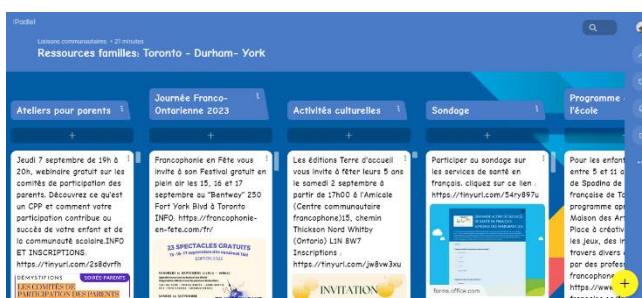 Padlet
Liaisons communautaires • 21 minutes
Ressources familles: Toronto - Durham- York
Ateliers pour parents
Jeudi 7 septembre de 19h à
20h, webinaire gratuit sur les
comités de participation des
parents. Découvrez ce qu'est
un CPP et comment votre
participation contribue au
succès de votre enfant et de
la communauté scolaire.INFO
ET INSCRIPTIONS:
https://tinyurl.com/2s8dvrfh
DÉMYSTIFIONS
SOIRÉE PARENTS
LES COMITÉS DE
PARTICIPATION DES PARENTS
Journée Franco-
Ontarienne 2023
Francophonie en Fête vous
invite à son Festival gratuit en
plein air les 15, 16 et 17
septembre au "Bentway" 250
Fort York Blvd à Toronto
INFO: https://francophonie-
en-fete.com/fr/
23 SPECTACLES GRATUITS
Activités culturelles
Les éditions Terre d'accueil
vous invite à fêter leurs 5 ans
le samedi 2 septembre à
partir de 17h00 à l'Amicale
(Centre communautaire
francophone)15, chemin
Thickson Nord Whitby
(Ontario) L1N 8W7
Inscriptions :
https://tinyurl.com/jw8vw3xu
INVITATION
Sondage
Participer au sondage sur
les services de santé en
français, cliquez sur ce lien :
https://tinyurl.com/54ry897u
forms.office.com
Programme
l'école
Pour les enfant
entre 5 et 11 a
de Spadina de
française de To
programme apr
Maison des Art
Place à créativ
les jeux, des in
travers divers
par des profes
francophone
https://www